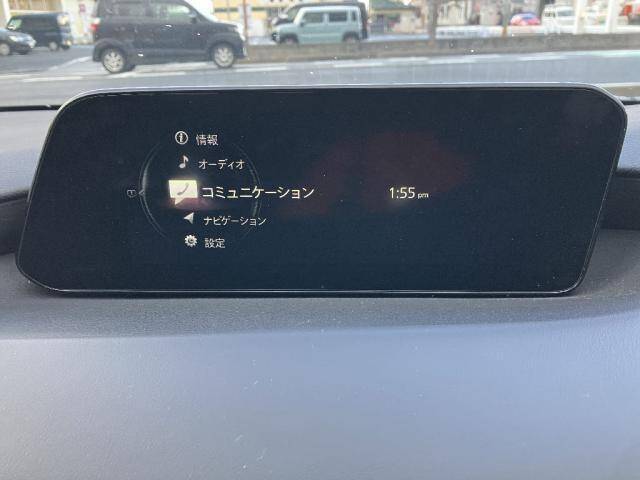 情報
オーディオ
コミュニケーション
1:55 pm
ナビゲーション
設定